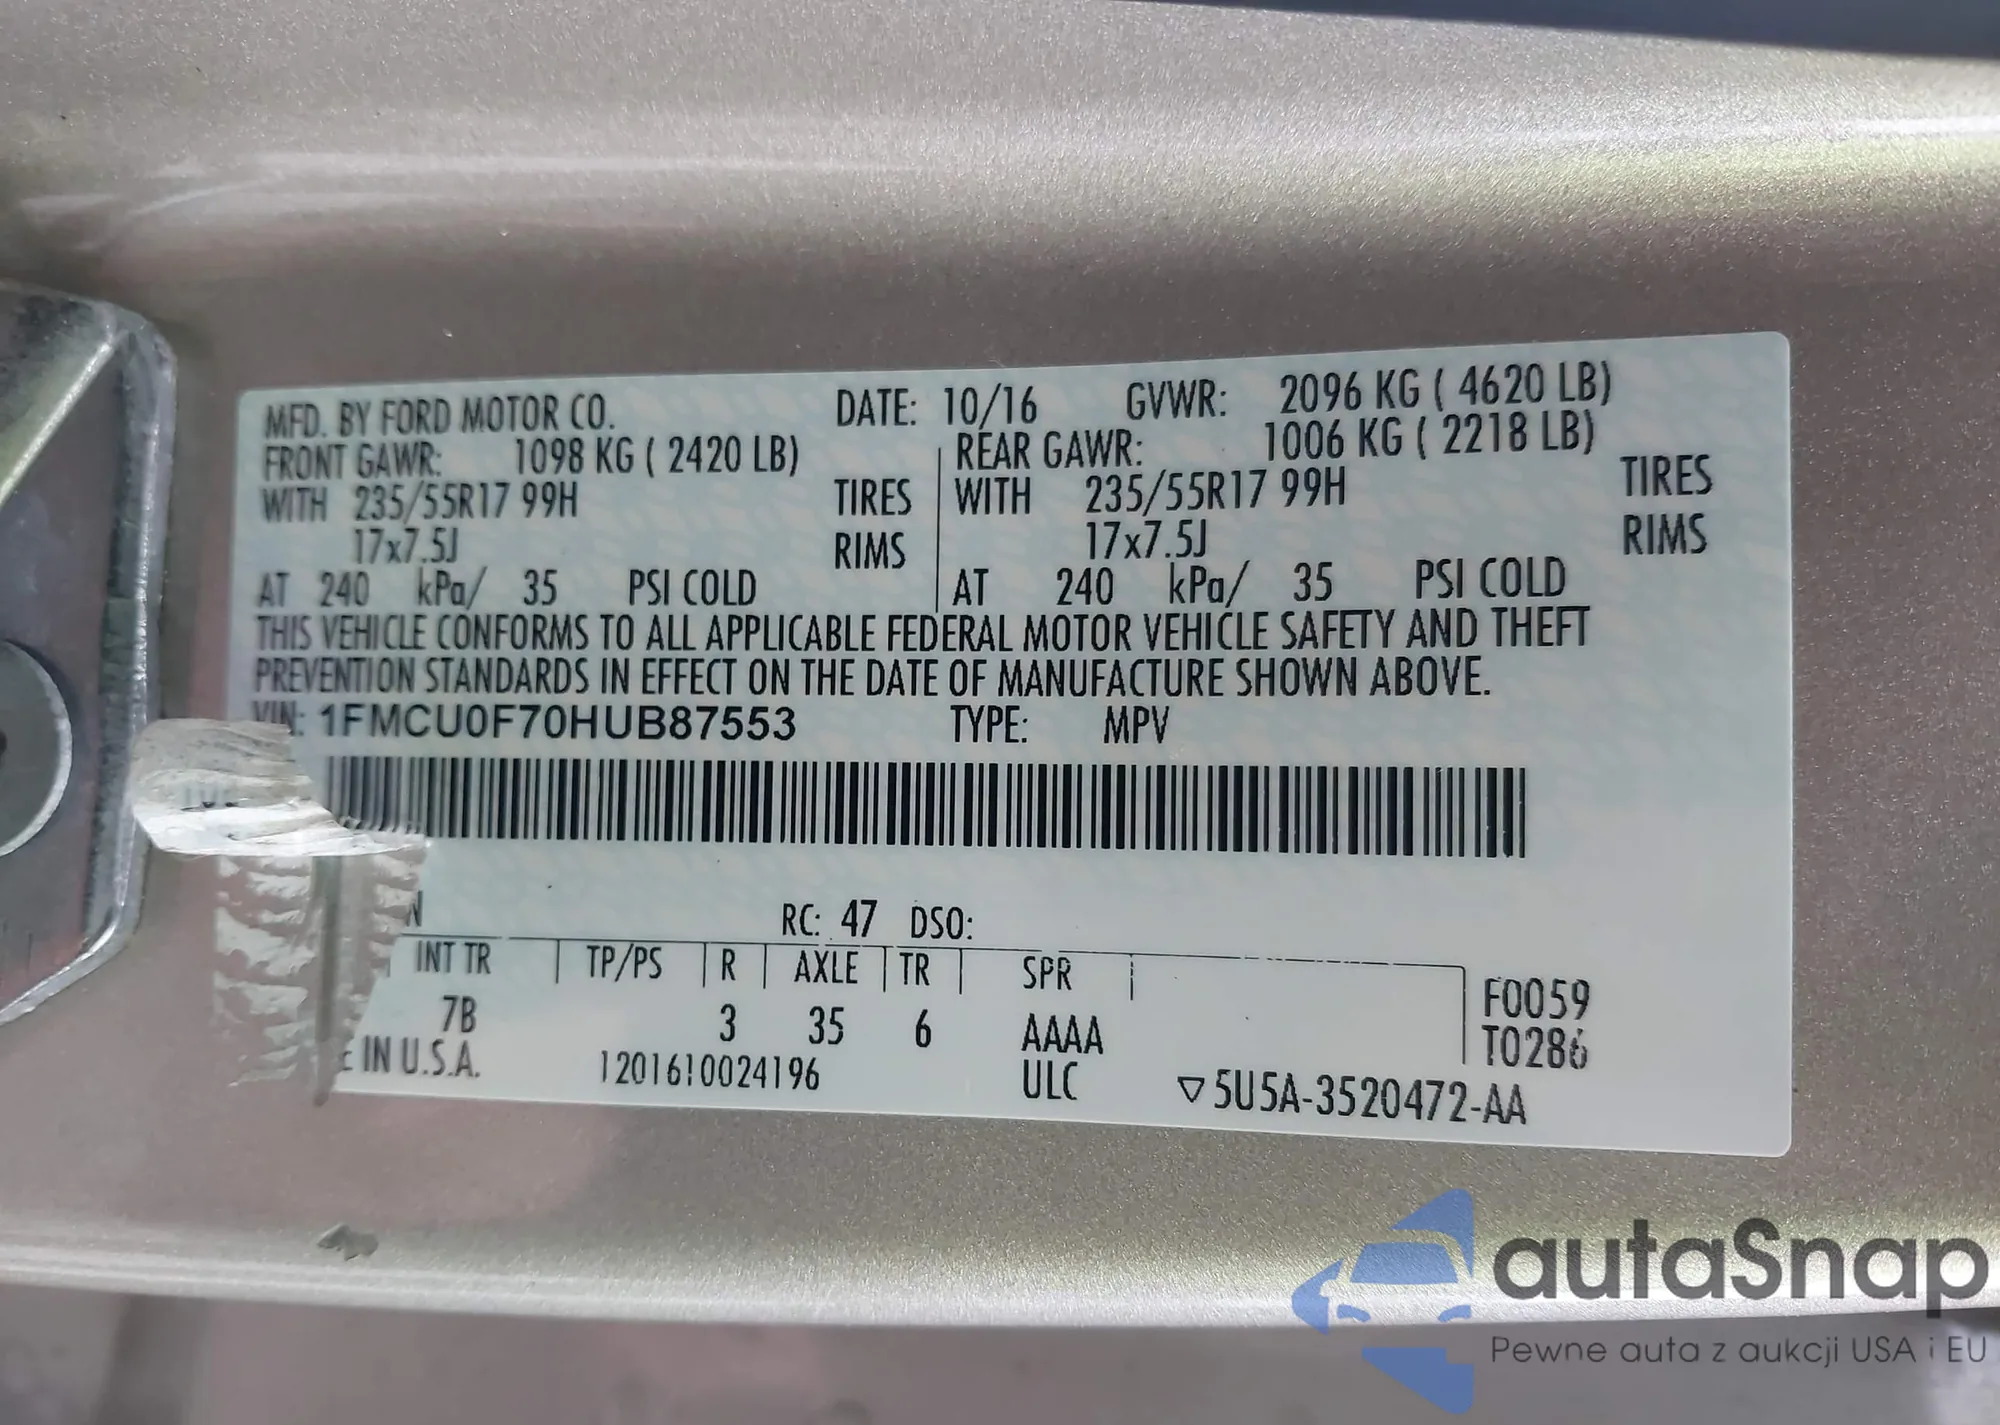 MFD. BY FORD MOTOR CO. DATE: 10/16 GVWR: 2096 KG ( 4620 LB)
FRONT GAWR: 1098 KG ( 2420 LB) REAR GAWR: 1006 KG ( 2218 LB)
WITH 235/55R17 99H TIRES WITH 235/55R17 99H TIRES
17x7.5J RIMS 17x7.5J RIMS
AT 240 kPa/ 35 PSI COLD AT 240 kPa/ 35 PSI COLD
THIS VEHICLE CONFORMS TO ALL APPLICABLE FEDERAL MOTOR VEHICLE SAFETY AND THEFT
PREVENTION STANDARDS IN EFFECT ON THE DATE OF MANUFACTURE SHOWN ABOVE.
VIN: 1FMCU0F70HUB87553 TYPE: MPV
RC: 47 DSO:
INT TR TP/PS R AXLE TR SPR
7B 3 35 6 AAAA
F0059
T0286
IN U.S.A. 1201610024196 ULC ▽5U5A-3520472-AA
autaSnap
Pewne auta z aukcji USA i EU